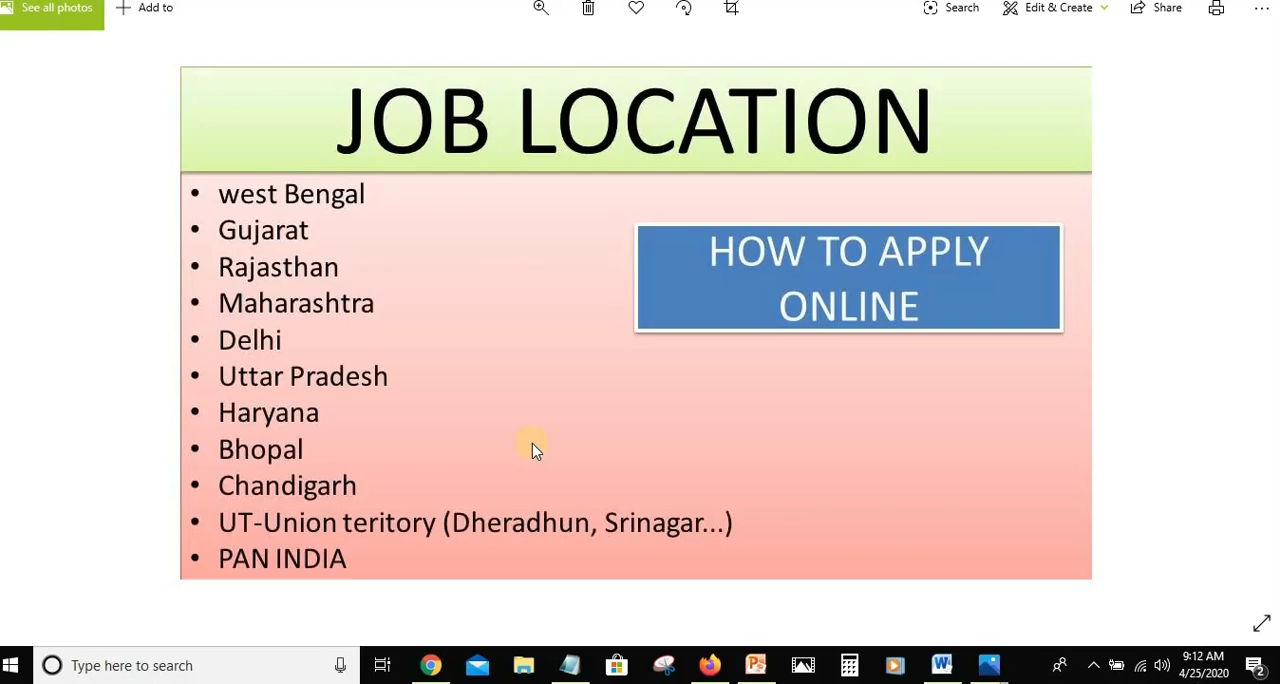 See all photos
Add to
Search
Edit & Create
Share
JOB LOCATION
• west Bengal
• Gujarat
• Rajasthan
• Maharashtra
• Delhi
• Uttar Pradesh
• Haryana
• Bhopal
• Chandigarh
• UT-Union teritory (Dheradhun, Srinagar...)
• PAN INDIA
HOW TO APPLY
ONLINE
Type here to search
9:12 AM
4/25/2020
2